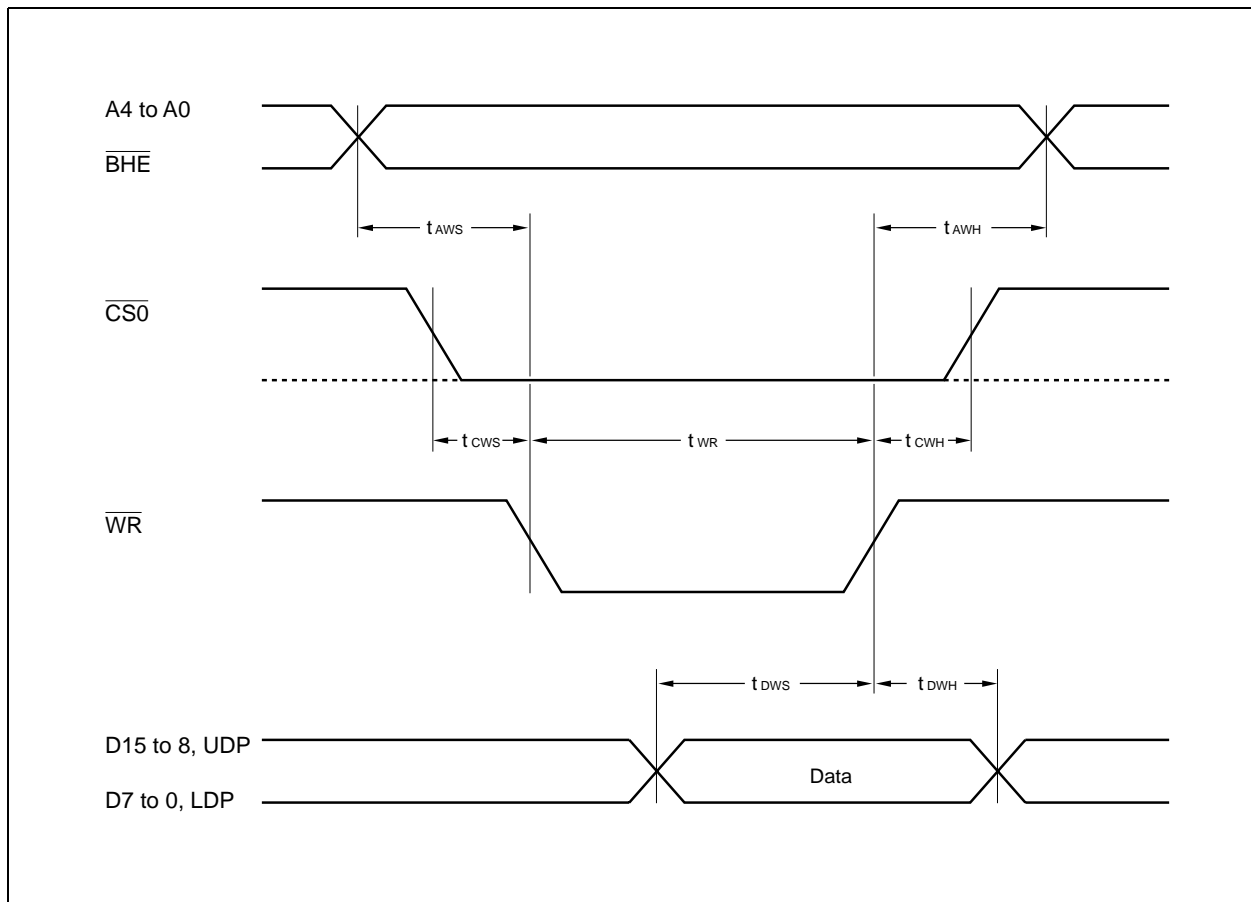 A4 to A0
BHE
t AWS
t AWH
CS0
t CWS
t WR
t CWH
WR
t DWS
t DWH
D15 to 8, UDP
Data
D7 to 0, LDP